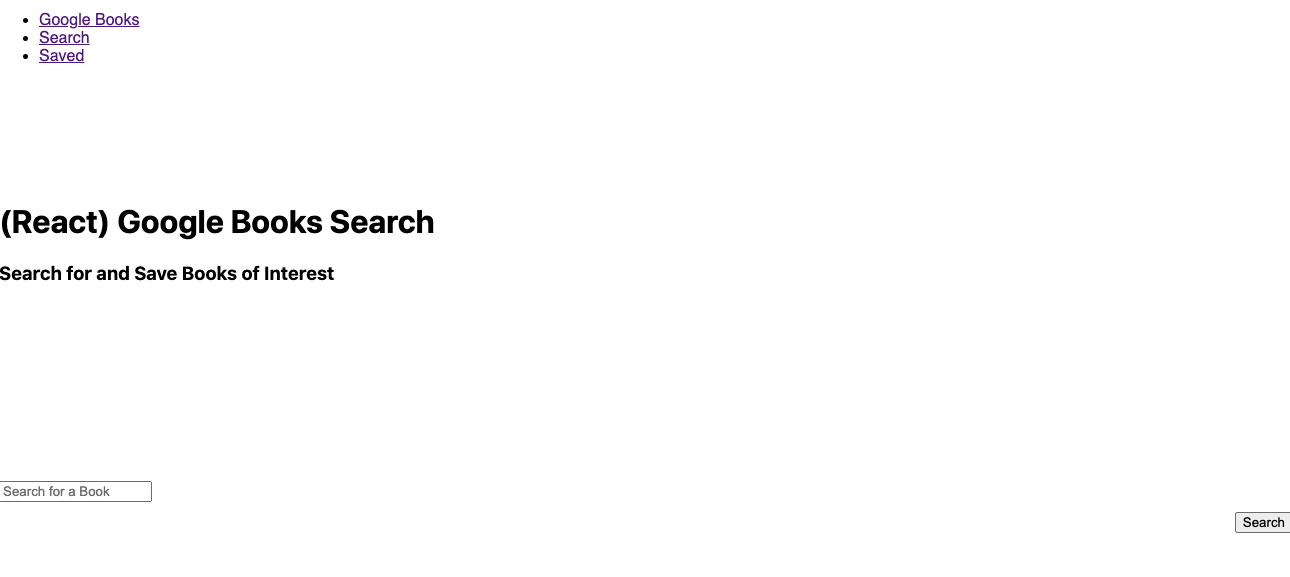 Google Books
Search
Saved
(React) Google Books Search
Search for and Save Books of Interest
Search for a Book
Search